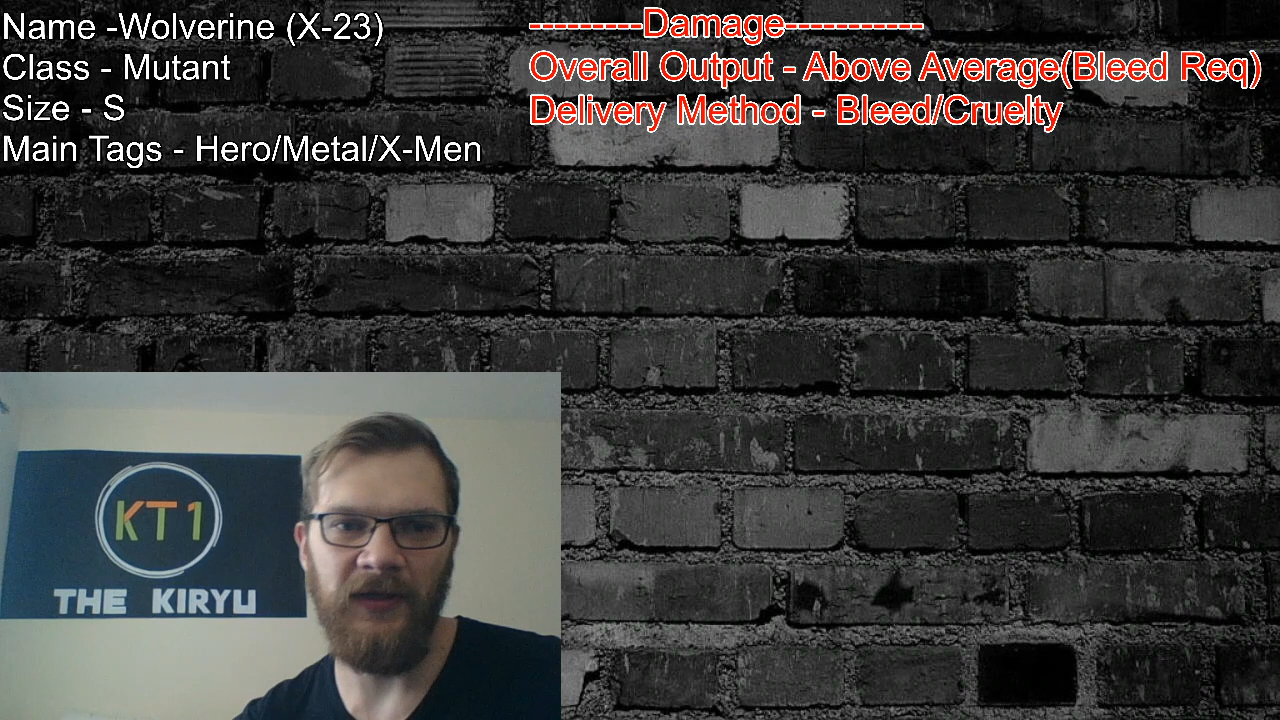 Name -Wolverine (X-23)
Class - Mutant
Size - S
Main Tags - Hero/Metal/X-Men
---------Damage-----------
Overall Output - Above Average(Bleed Req)
Delivery Method - Bleed/Cruelty
KT1
THE KIRYU